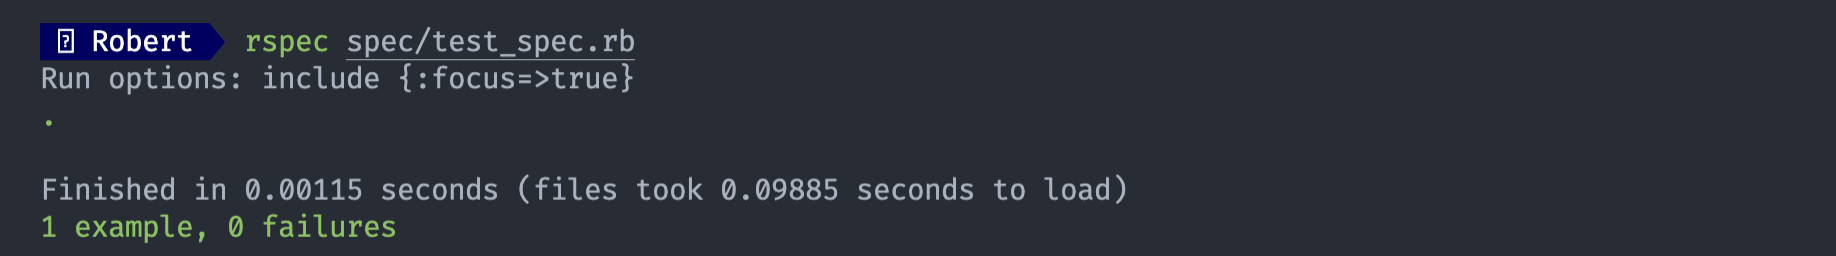 Robert rspec spec/test_spec.rb
Run options: include {:focus=>true}
.
Finished in 0.00115 seconds (files took 0.09885 seconds to load)
1 example, 0 failures